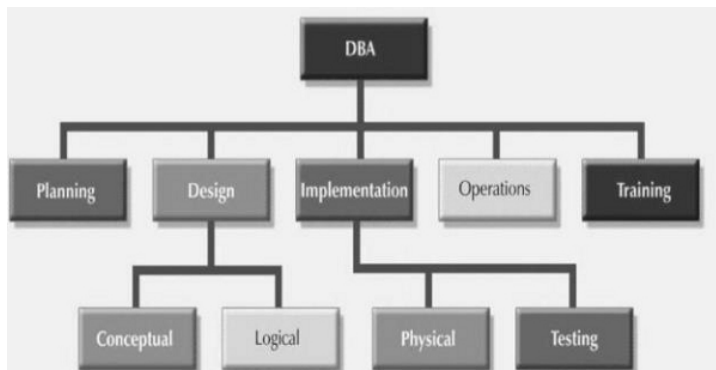 DBA
Planning
Design
Implementation
Operations
Training
Conceptual
Logical
Physical
Testing